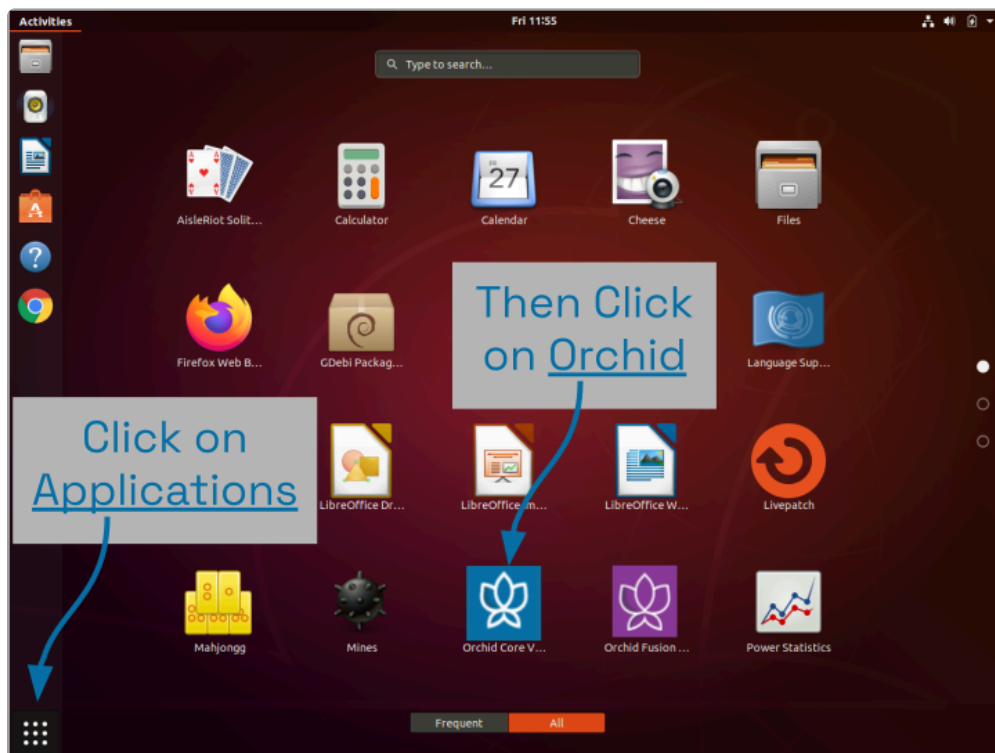 Activities
Fri 11:55
Type to search...
AisleRiot Solit...
Calculator
Calendar
Cheese
Files
27
Firefox Web B...
GDebi Packag...
Language Sup...
Then Click
on Orchid
Click on
Applications
LibreOffice Dr...
LibreOffice Im...
LibreOffice W...
Livepatch
Mahjongg
Mines
Orchid Core V...
Orchid Fusion ...
Power Statistics
Frequent
All